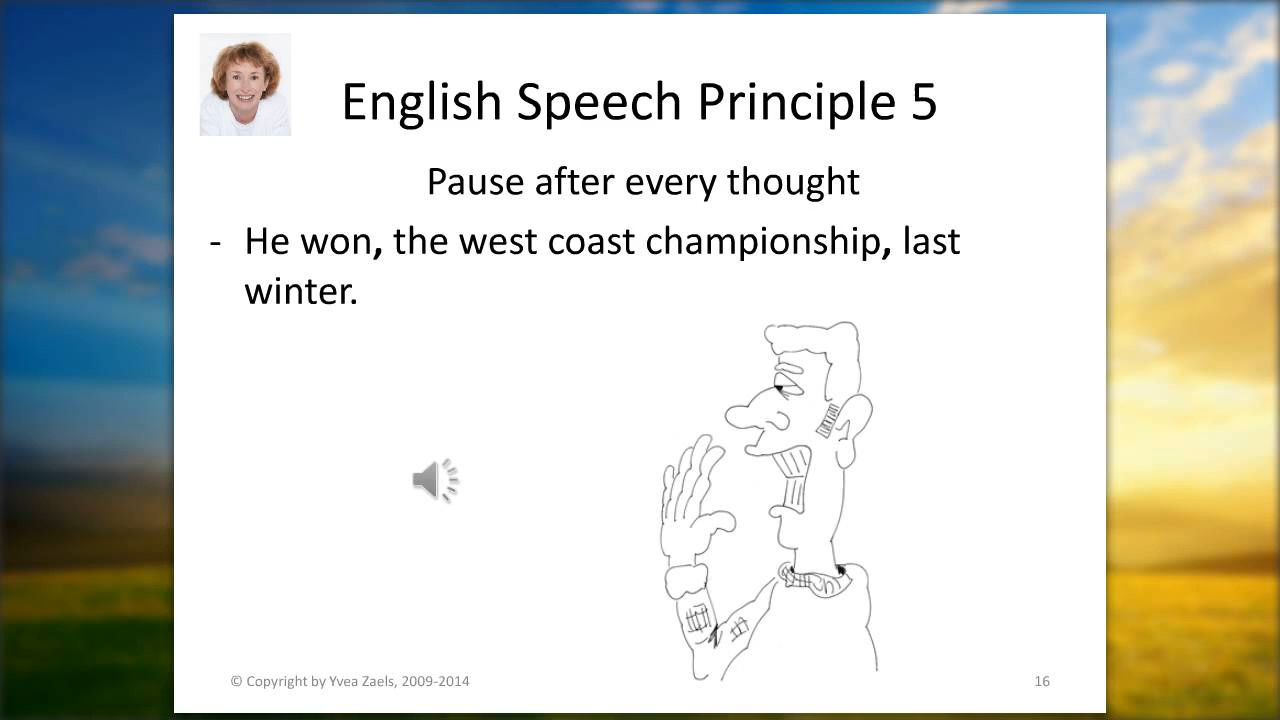 English Speech Principle 5
Pause after every thought
- He won, the west coast championship, last
winter.
© Copyright by Yvea Zaels, 2009-2014
16